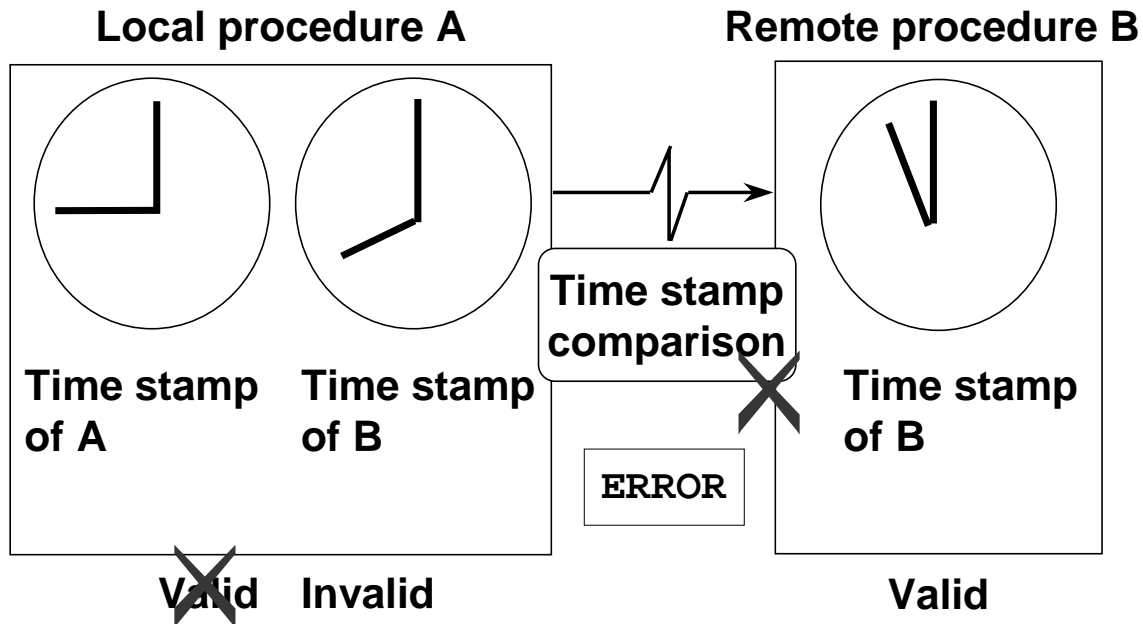 Local procedure A
Remote procedure B
Time stamp
comparison
Time stamp
of A
Time stamp
of B
Time stamp
of B
ERROR
Valid
Invalid
Valid